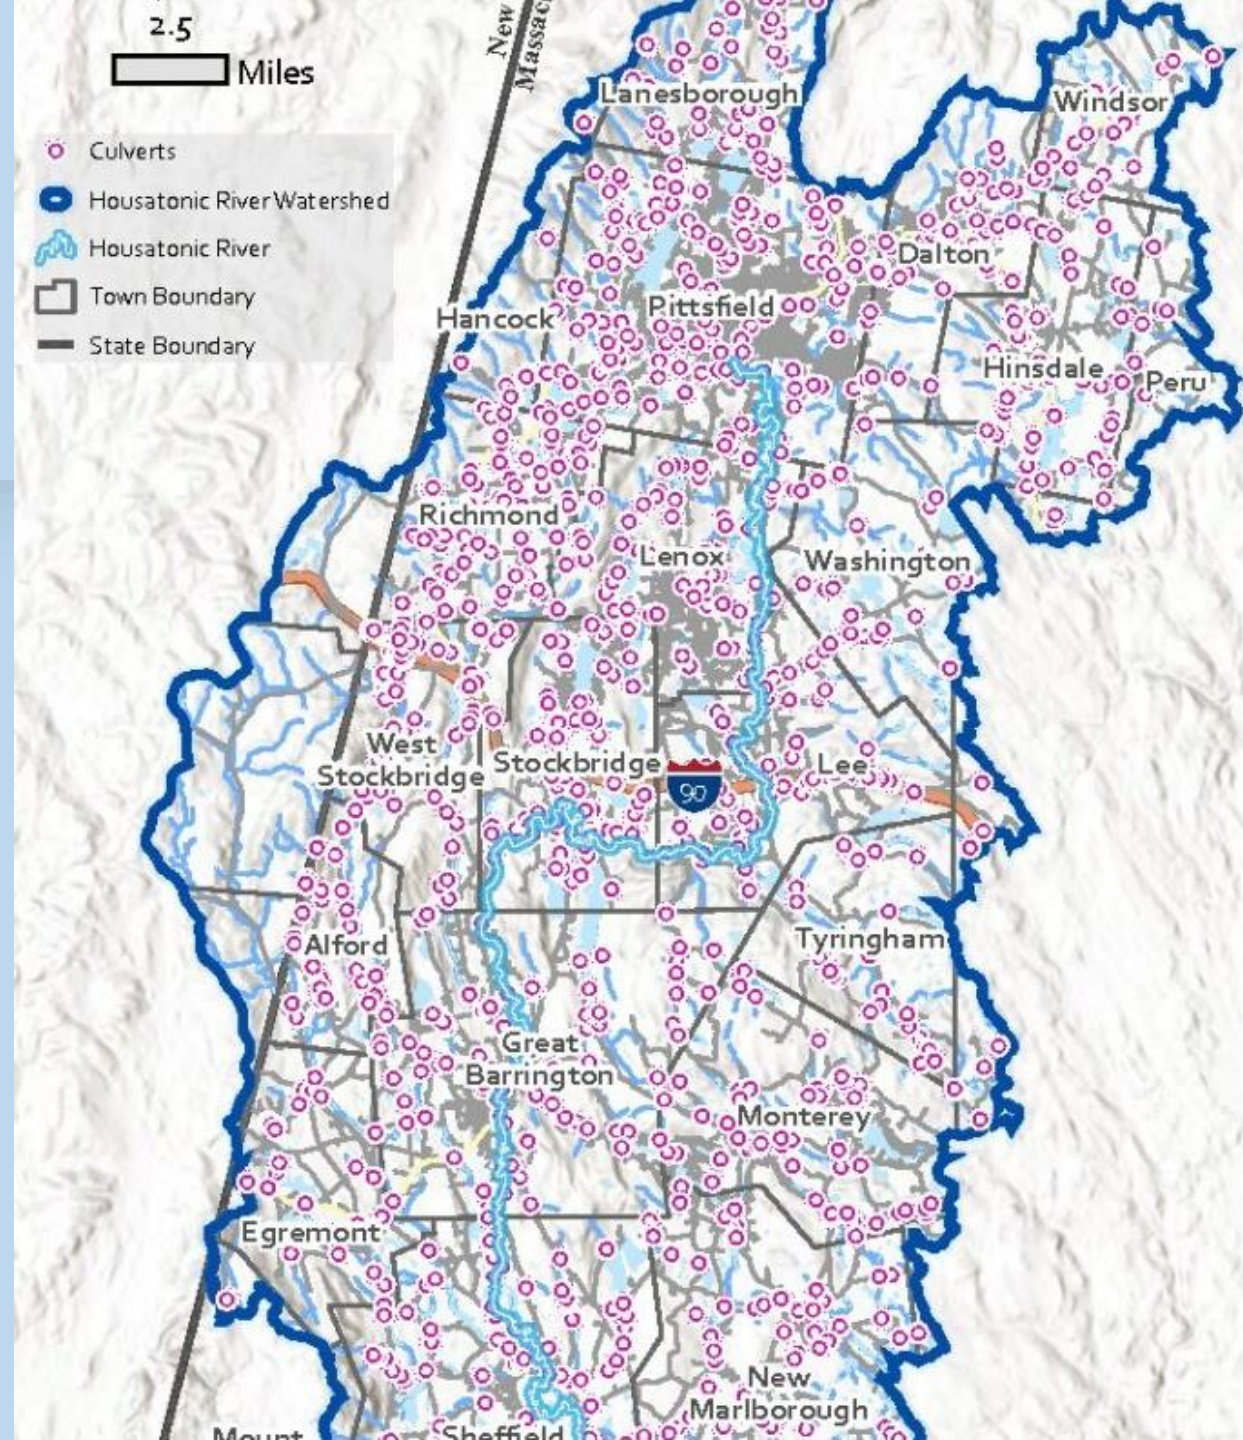 2.5
Miles
New
Massac
Culverts
Housatonic River Watershed
Housatonic River
Town Boundary
State Boundary
Lanesborough
Windsor
Dalton
Pittsfield
Hancock
Hinsdale
Peru
Richmond
Lenox
Washington
West
Stockbridge
Stockbridge
90
Lee
Alford
Tyringham
Great
Barrington
Monterey
Egremont
New
Marlborough
Mount
Sheffield